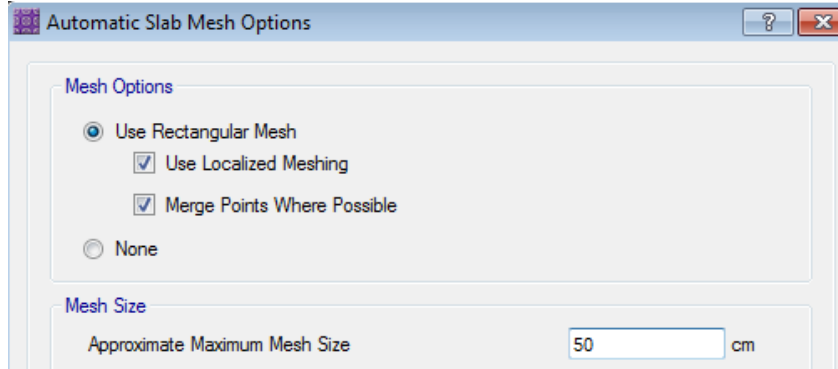 Automatic Slab Mesh Options ?
Mesh Options
Use Rectangular Mesh
Use Localized Meshing
Merge Points Where Possible
None
Mesh Size
Approximate Maximum Mesh Size 50 cm